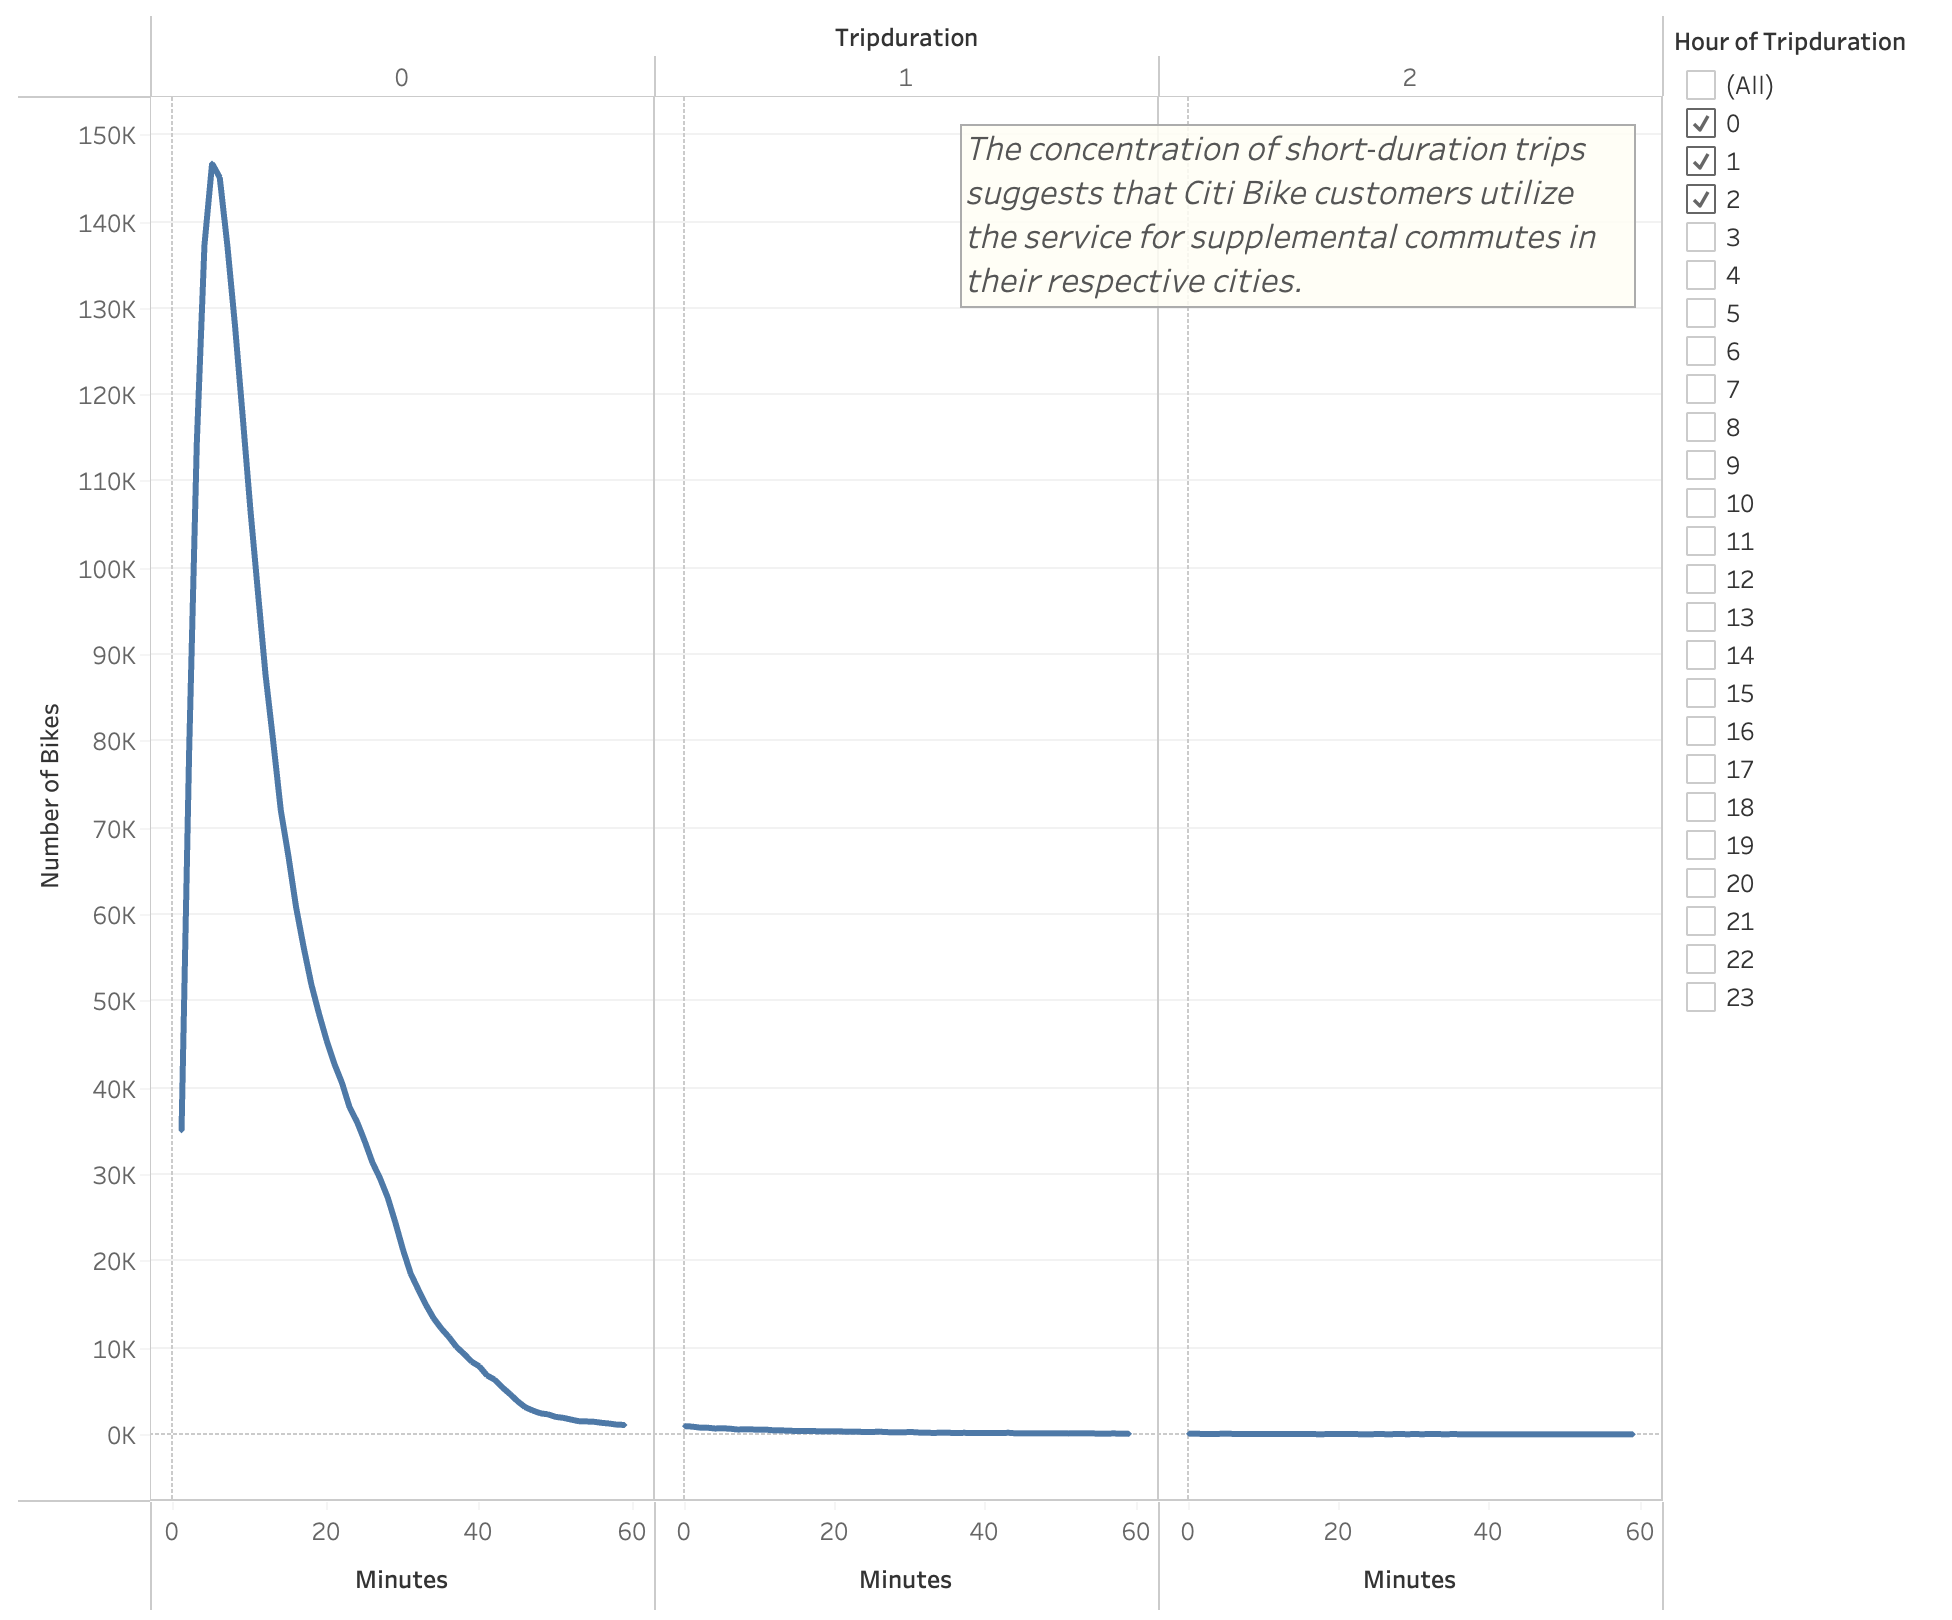 Tripduration
0 1 2
Hour of Tripduration
(All)
0
1
2
3
4
5
6
7
8
9
10
11
12
13
14
15
16
17
18
19
20
21
22
23
The concentration of short-duration trips
suggests that Citi Bike customers utilize
the service for supplemental commutes in
their respective cities.
Number of Bikes
150K
140K
130K
120K
110K
100K
90K
80K
70K
60K
50K
40K
30K
20K
10K
0K
0 20 40 60 0 20 40 60 0 20 40 60
Minutes Minutes Minutes